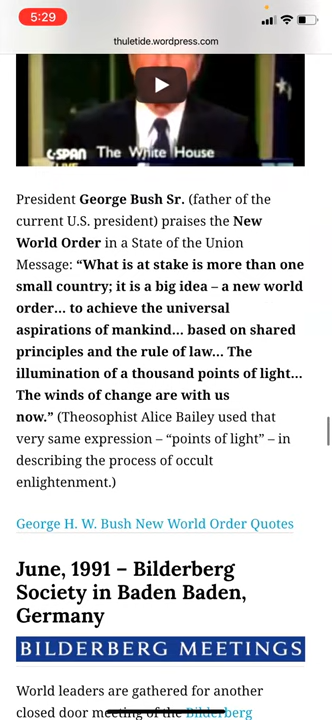 5:29
thuletide.wordpress.com
C-SPAN The White House
LIVE
President George Bush Sr. (father of the
current U.S. president) praises the New
World Order in a State of the Union
Message: “What is at stake is more than one
small country; it is a big idea – a new world
order… to achieve the universal
aspirations of mankind… based on shared
principles and the rule of law… The
illumination of a thousand points of light…
The winds of change are with us
now.” (Theosophist Alice Bailey used that
very same expression – “points of light” – in
describing the process of occult
enlightenment.)
George H. W. Bush New World Order Quotes
June, 1991 – Bilderberg
Society in Baden Baden,
Germany
BILDERBERG MEETINGS
World leaders are gathered for another
closed door meeting of the Bilderberg